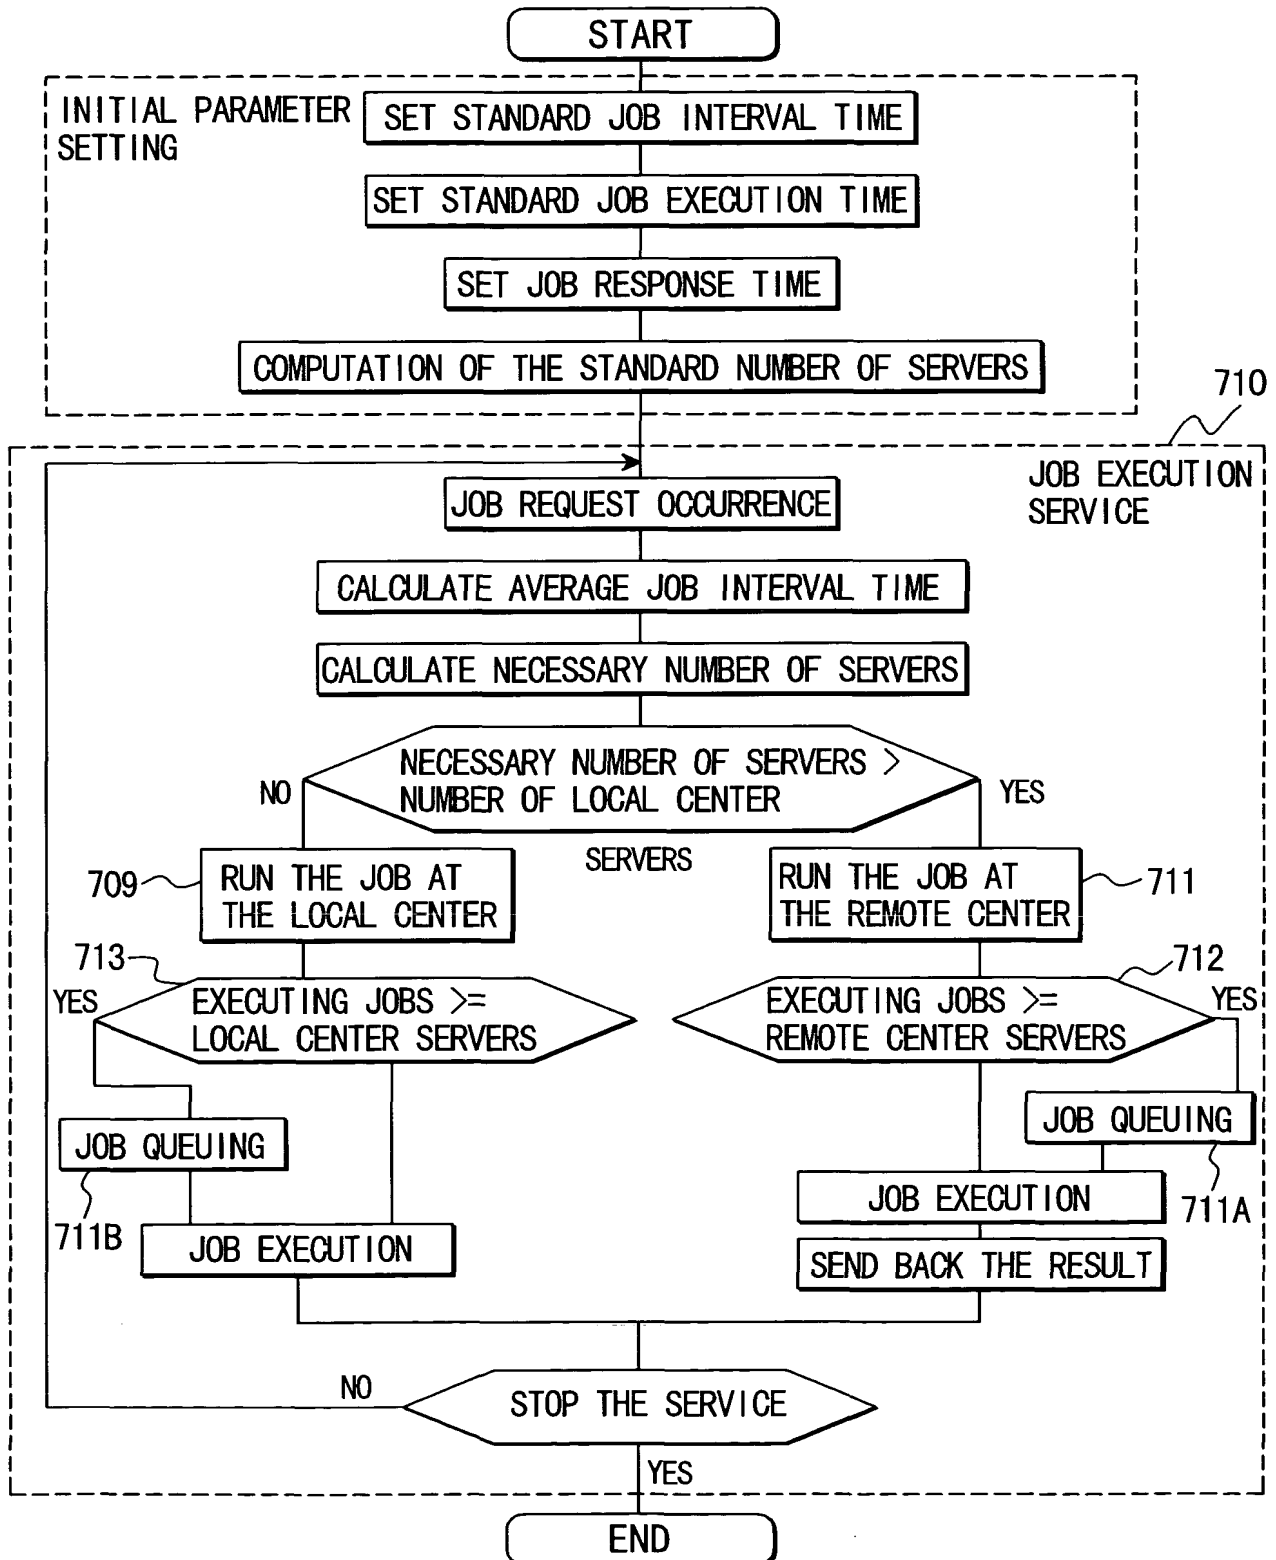 START
INITIAL PARAMETER
SETTING
SET STANDARD JOB INTERVAL TIME
SET STANDARD JOB EXECUTION TIME
SET JOB RESPONSE TIME
COMPUTATION OF THE STANDARD NUMBER OF SERVERS
710
JOB EXECUTION
SERVICE
JOB REQUEST OCCURRENCE
CALCULATE AVERAGE JOB INTERVAL TIME
CALCULATE NECESSARY NUMBER OF SERVERS
NECESSARY NUMBER OF SERVERS >
NUMBER OF LOCAL CENTER
SERVERS
NO
YES
709
RUN THE JOB AT
THE LOCAL CENTER
RUN THE JOB AT
THE REMOTE CENTER
711
713
YES
EXECUTING JOBS >=
LOCAL CENTER SERVERS
712
EXECUTING JOBS >=
REMOTE CENTER SERVERS
YES
JOB QUEUING
711B
JOB EXECUTION
JOB QUEUING
711A
JOB EXECUTION
SEND BACK THE RESULT
NO
STOP THE SERVICE
YES
END